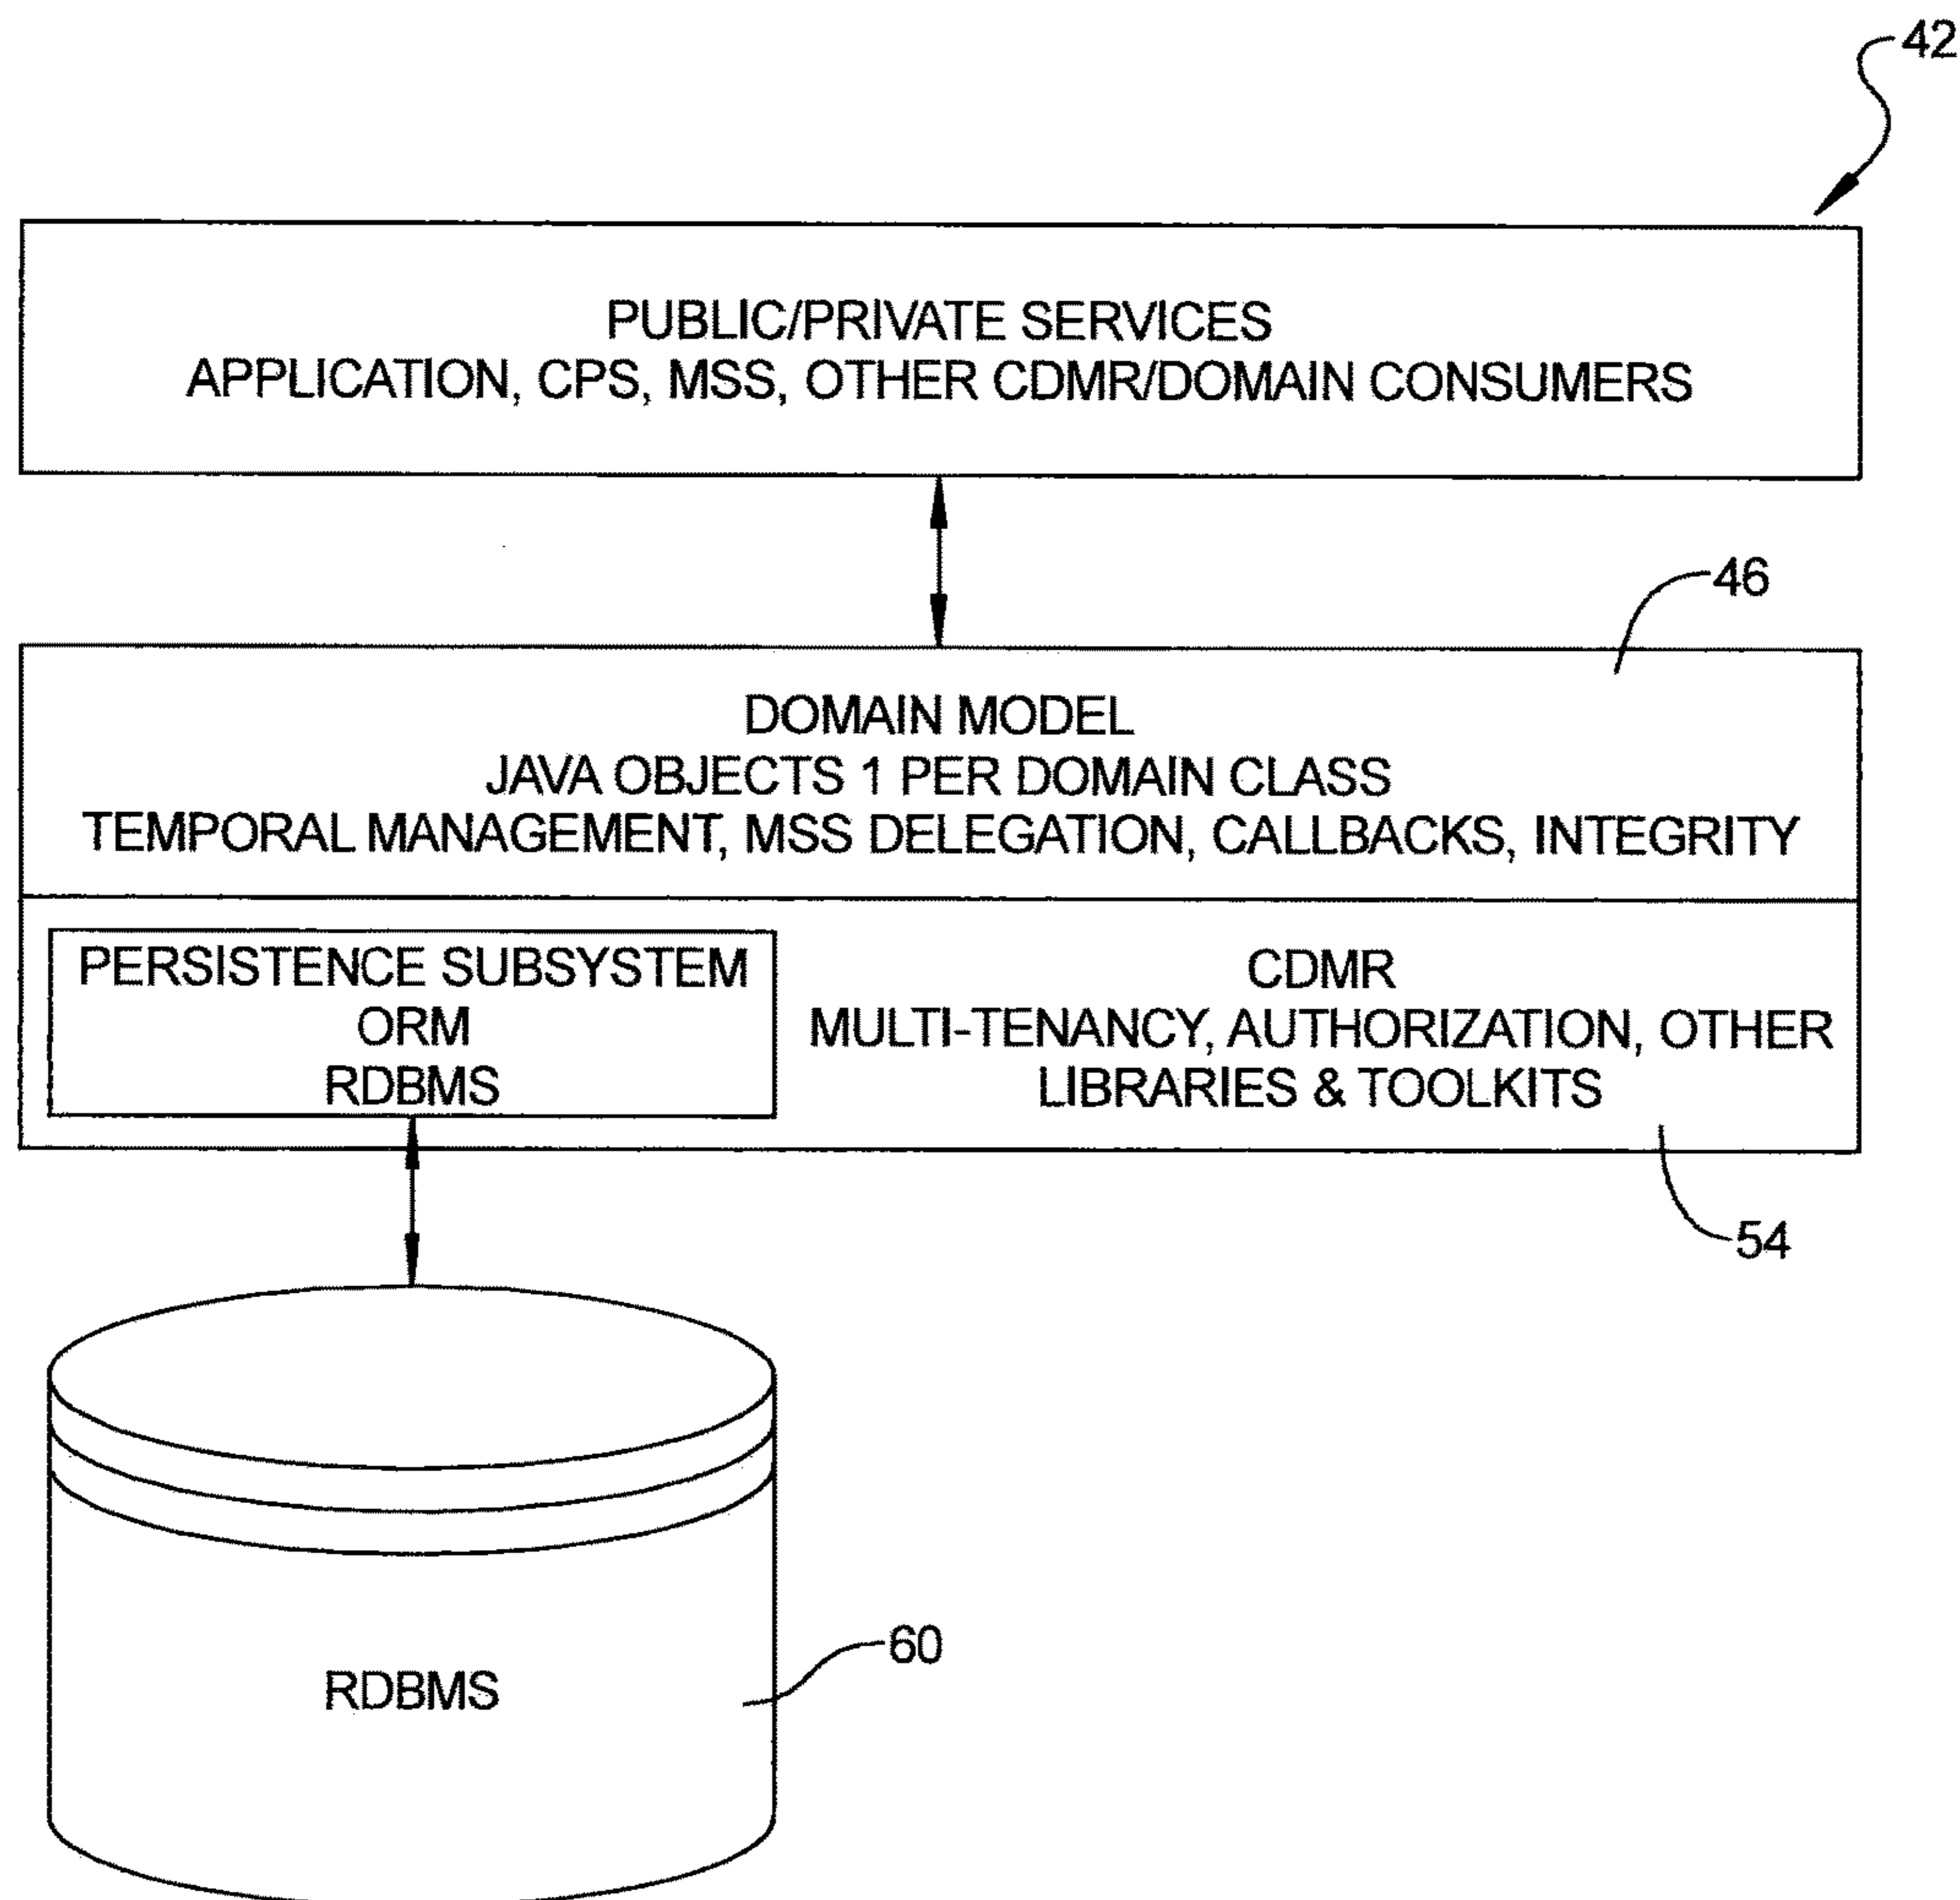 42
PUBLIC/PRIVATE SERVICES
APPLICATION, CPS, MSS, OTHER CDMR/DOMAIN CONSUMERS
46
DOMAIN MODEL
JAVA OBJECTS 1 PER DOMAIN CLASS
TEMPORAL MANAGEMENT, MSS DELEGATION, CALLBACKS, INTEGRITY
PERSISTENCE SUBSYSTEM
ORM
RDBMS
CDMR
MULTI-TENANCY, AUTHORIZATION, OTHER
LIBRARIES & TOOLKITS
54
RDBMS
60